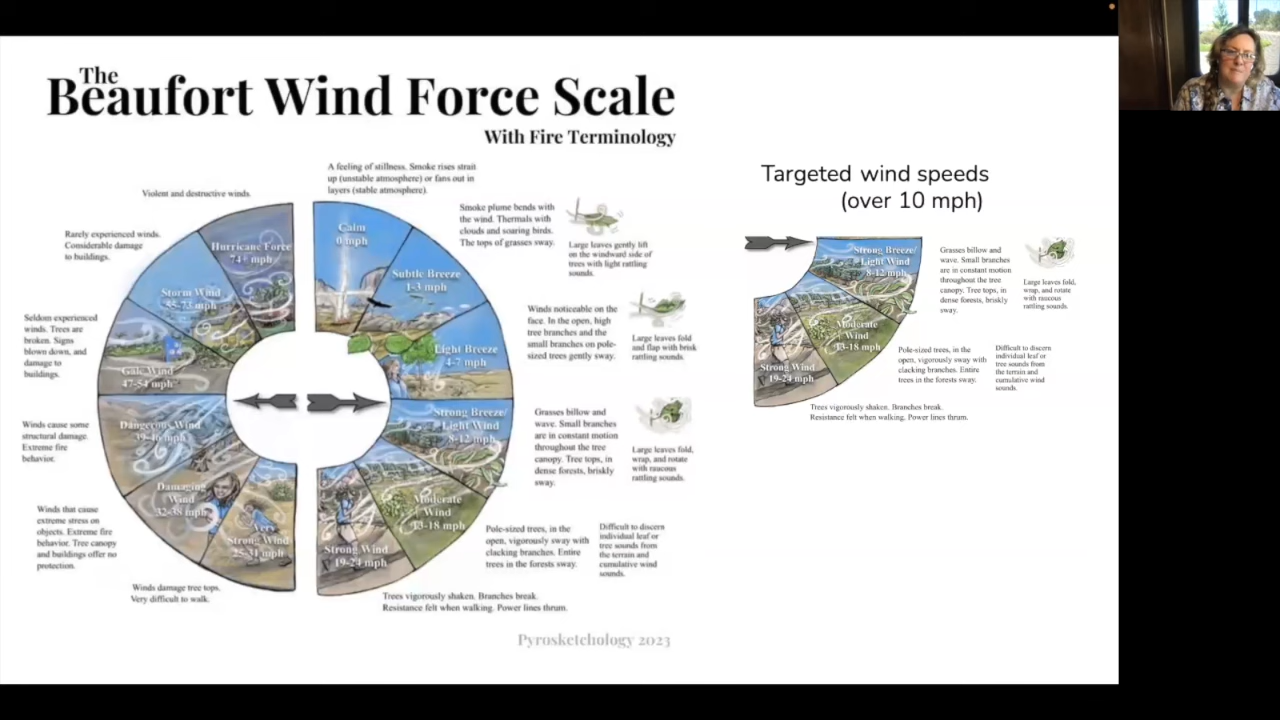 The
Beaufort Wind Force Scale
With Fire Terminology
A feeling of stillness. Smoke rises strait
up (unstable atmosphere) or fans out in
layers (stable atmosphere).
Calm
0 mph
Smoke plume bends with
the wind. Thermals with
clouds and soaring birds.
The tops of grasses sway.
Large leaves gently lift
on the windward side of
trees with light rattling
sounds.
Subtle Breeze
1-3 mph
Winds noticeable on the
face. In the open, high
tree branches and the
small branches on pole-
sized trees gently sway.
Large leaves fold
and flap with brisk
rattling sounds.
Light Breeze
4-7 mph
Grasses billow and
wave. Small branches
are in constant motion
throughout the tree
canopy. Tree tops, in
dense forests, briskly
sway.
Large leaves fold,
wrap, and rotate
with raucous
rattling sounds.
Strong Breeze/
Light Wind
8-12 mph
Pole-sized trees, in the
open, vigorously sway with
clacking branches. Entire
trees in the forests sway.
Difficult to discern
individual leaf or
tree sounds from
the terrain and
cumulative wind
sounds.
Moderate
Wind
13-18 mph
Trees vigorously shaken. Branches break.
Resistance felt when walking. Power lines thrum.
Strong Wind
19-24 mph
Winds damage tree tops.
Very difficult to walk.
Very
Strong Wind
25-31 mph
Winds that cause
extreme stress on
objects. Extreme fire
behavior. Tree canopy
and buildings offer no
protection.
Damaging
Wind
32-38 mph
Winds cause some
structural damage.
Extreme fire
behavior.
Dangerous Wind
39-46 mph
Seldom experienced
winds. Trees are
broken. Signs
blown down, and
damage to
buildings.
Gale Wind
47-54 mph
Rarely experienced winds.
Considerable damage
to buildings.
Storm Wind
55-73 mph
Violent and destructive winds.
Hurricane Force
74+ mph
Pyrosketchology 2023
Targeted wind speeds
(over 10 mph)
Strong Breeze/
Light Wind
8-12 mph
Grasses billow and
wave. Small branches
are in constant motion
throughout the tree
canopy. Tree tops, in
dense forests, briskly
sway.
Large leaves fold,
wrap, and rotate
with raucous
rattling sounds.
Moderate
Wind
13-18 mph
Pole-sized trees, in the
open, vigorously sway with
clacking branches. Entire
trees in the forests sway.
Difficult to discern
individual leaf or
tree sounds from
the terrain and
cumulative wind
sounds.
Strong Wind
19-24 mph
Trees vigorously shaken. Branches break.
Resistance felt when walking. Power lines thrum.